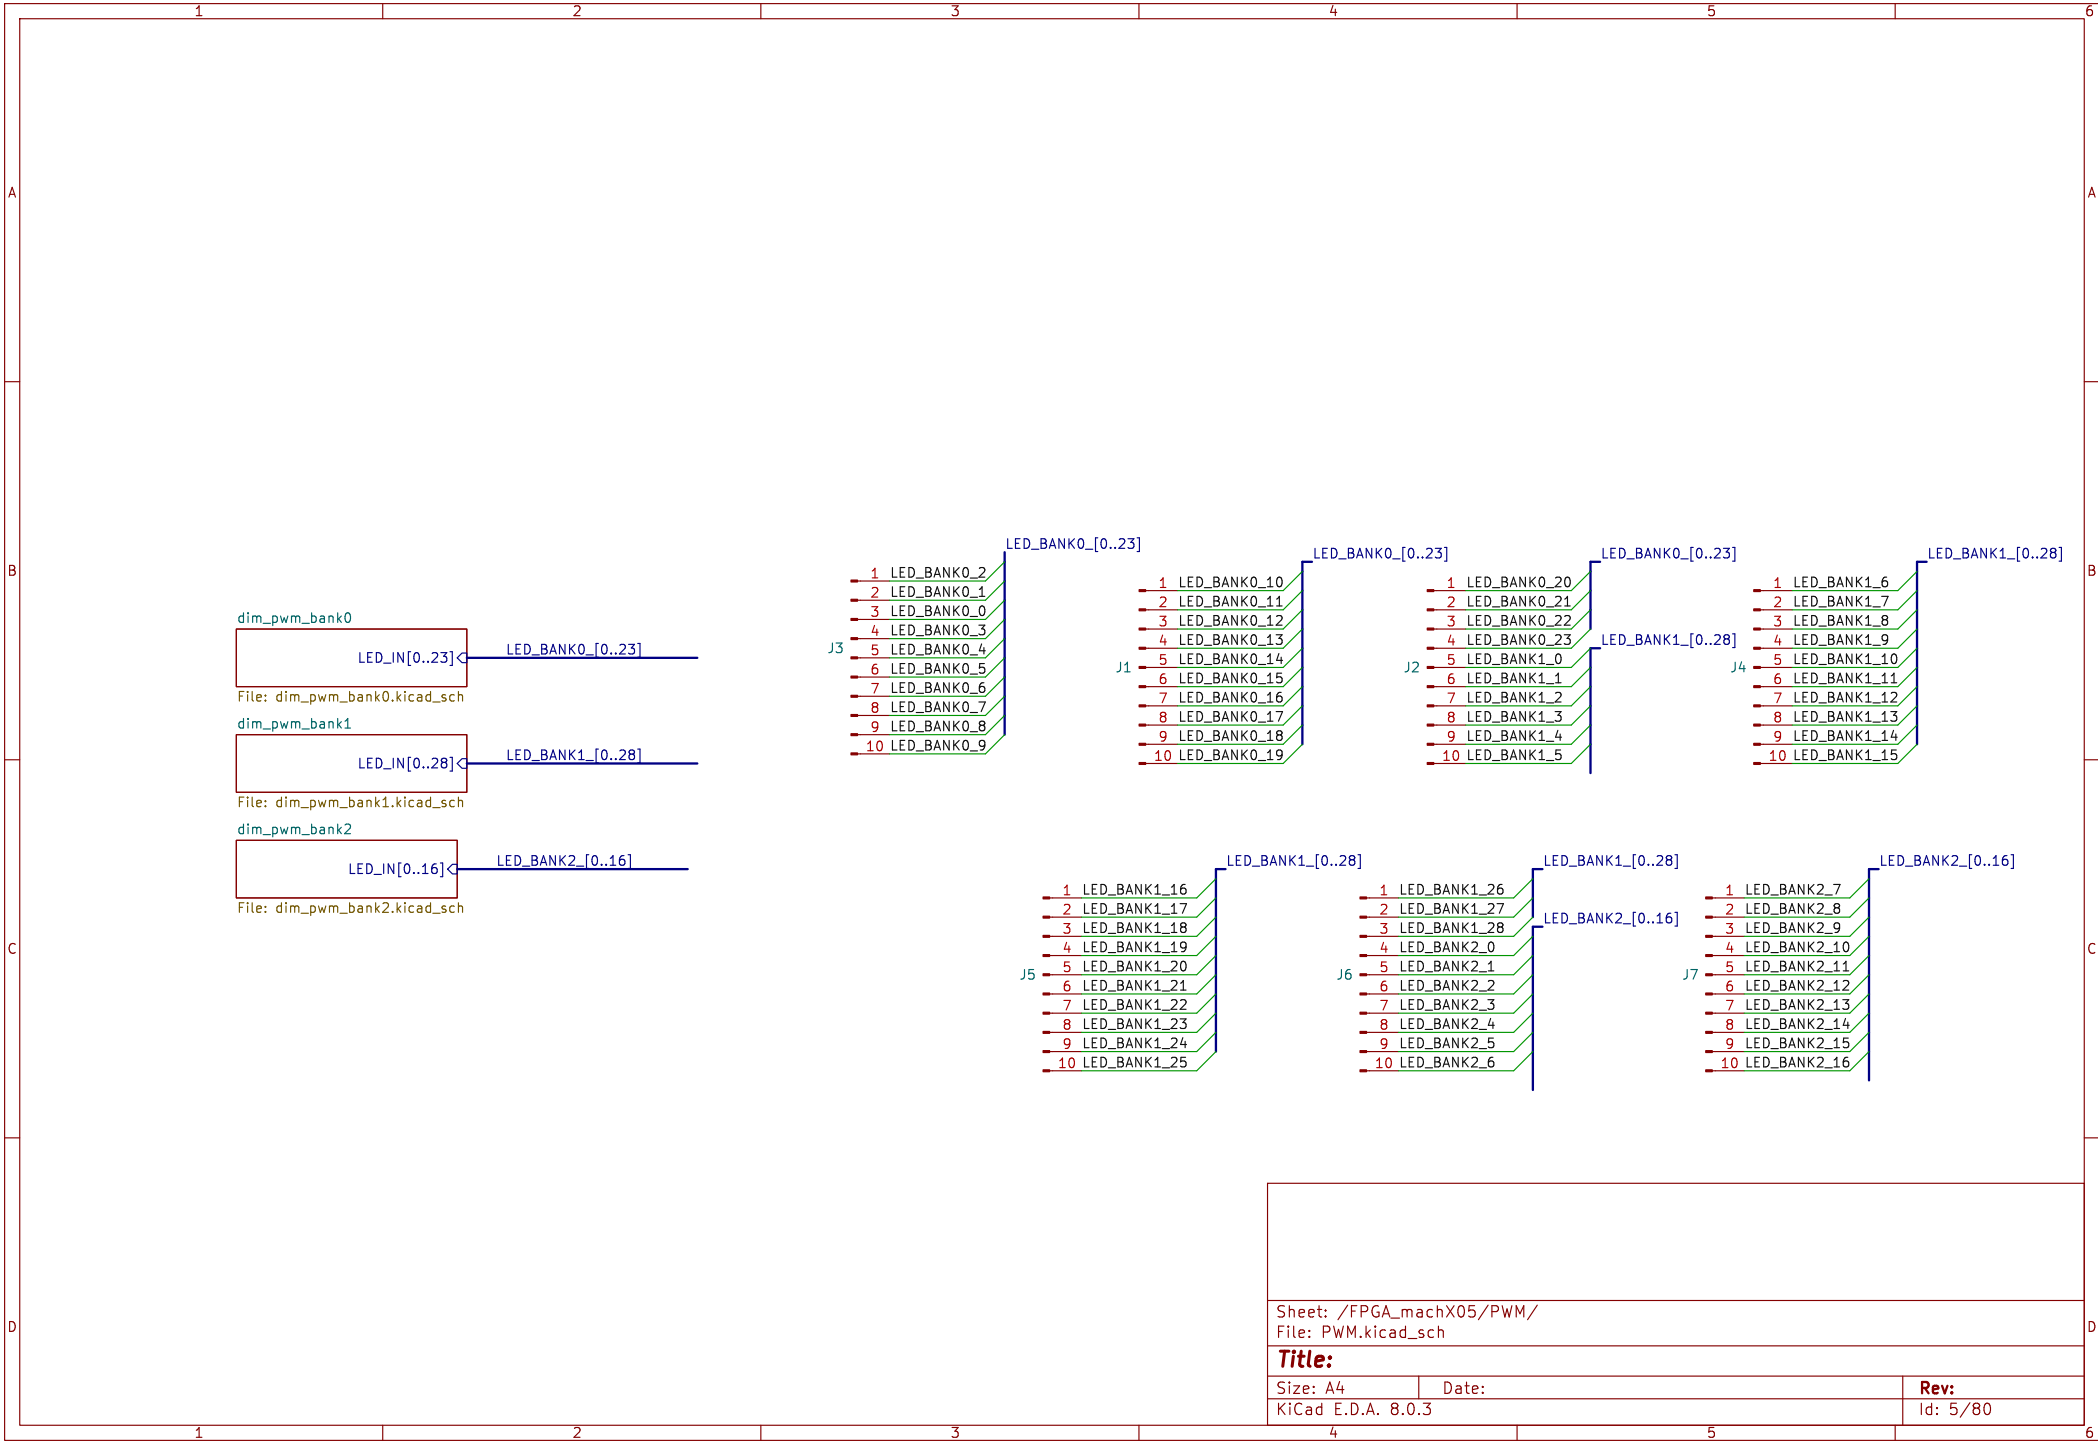 1 2 3 4 5 6
A A
B B
C C
D D
dim_pwm_bank0
LED_IN[0..23]
LED_BANK0_[0..23]
File: dim_pwm_bank0.kicad_sch
dim_pwm_bank1
LED_IN[0..28]
LED_BANK1_[0..28]
File: dim_pwm_bank1.kicad_sch
dim_pwm_bank2
LED_IN[0..16]
LED_BANK2_[0..16]
File: dim_pwm_bank2.kicad_sch
LED_BANK0_[0..23]
J3
1 LED_BANK0_2
2 LED_BANK0_1
3 LED_BANK0_0
4 LED_BANK0_3
5 LED_BANK0_4
6 LED_BANK0_5
7 LED_BANK0_6
8 LED_BANK0_7
9 LED_BANK0_8
10 LED_BANK0_9
LED_BANK0_[0..23]
J1
1 LED_BANK0_10
2 LED_BANK0_11
3 LED_BANK0_12
4 LED_BANK0_13
5 LED_BANK0_14
6 LED_BANK0_15
7 LED_BANK0_16
8 LED_BANK0_17
9 LED_BANK0_18
10 LED_BANK0_19
LED_BANK0_[0..23]
LED_BANK1_[0..28]
J2
1 LED_BANK0_20
2 LED_BANK0_21
3 LED_BANK0_22
4 LED_BANK0_23
5 LED_BANK1_0
6 LED_BANK1_1
7 LED_BANK1_2
8 LED_BANK1_3
9 LED_BANK1_4
10 LED_BANK1_5
LED_BANK1_[0..28]
J4
1 LED_BANK1_6
2 LED_BANK1_7
3 LED_BANK1_8
4 LED_BANK1_9
5 LED_BANK1_10
6 LED_BANK1_11
7 LED_BANK1_12
8 LED_BANK1_13
9 LED_BANK1_14
10 LED_BANK1_15
LED_BANK1_[0..28]
J5
1 LED_BANK1_16
2 LED_BANK1_17
3 LED_BANK1_18
4 LED_BANK1_19
5 LED_BANK1_20
6 LED_BANK1_21
7 LED_BANK1_22
8 LED_BANK1_23
9 LED_BANK1_24
10 LED_BANK1_25
LED_BANK1_[0..28]
LED_BANK2_[0..16]
J6
1 LED_BANK1_26
2 LED_BANK1_27
3 LED_BANK1_28
4 LED_BANK2_0
5 LED_BANK2_1
6 LED_BANK2_2
7 LED_BANK2_3
8 LED_BANK2_4
9 LED_BANK2_5
10 LED_BANK2_6
LED_BANK2_[0..16]
J7
1 LED_BANK2_7
2 LED_BANK2_8
3 LED_BANK2_9
4 LED_BANK2_10
5 LED_BANK2_11
6 LED_BANK2_12
7 LED_BANK2_13
8 LED_BANK2_14
9 LED_BANK2_15
10 LED_BANK2_16
Sheet: /FPGA_machXO5/PWM/
File: PWM.kicad_sch
Title:
Size: A4 Date: Rev:
KiCad E.D.A. 8.0.3 Id: 5/80
1 2 3 4 5 6